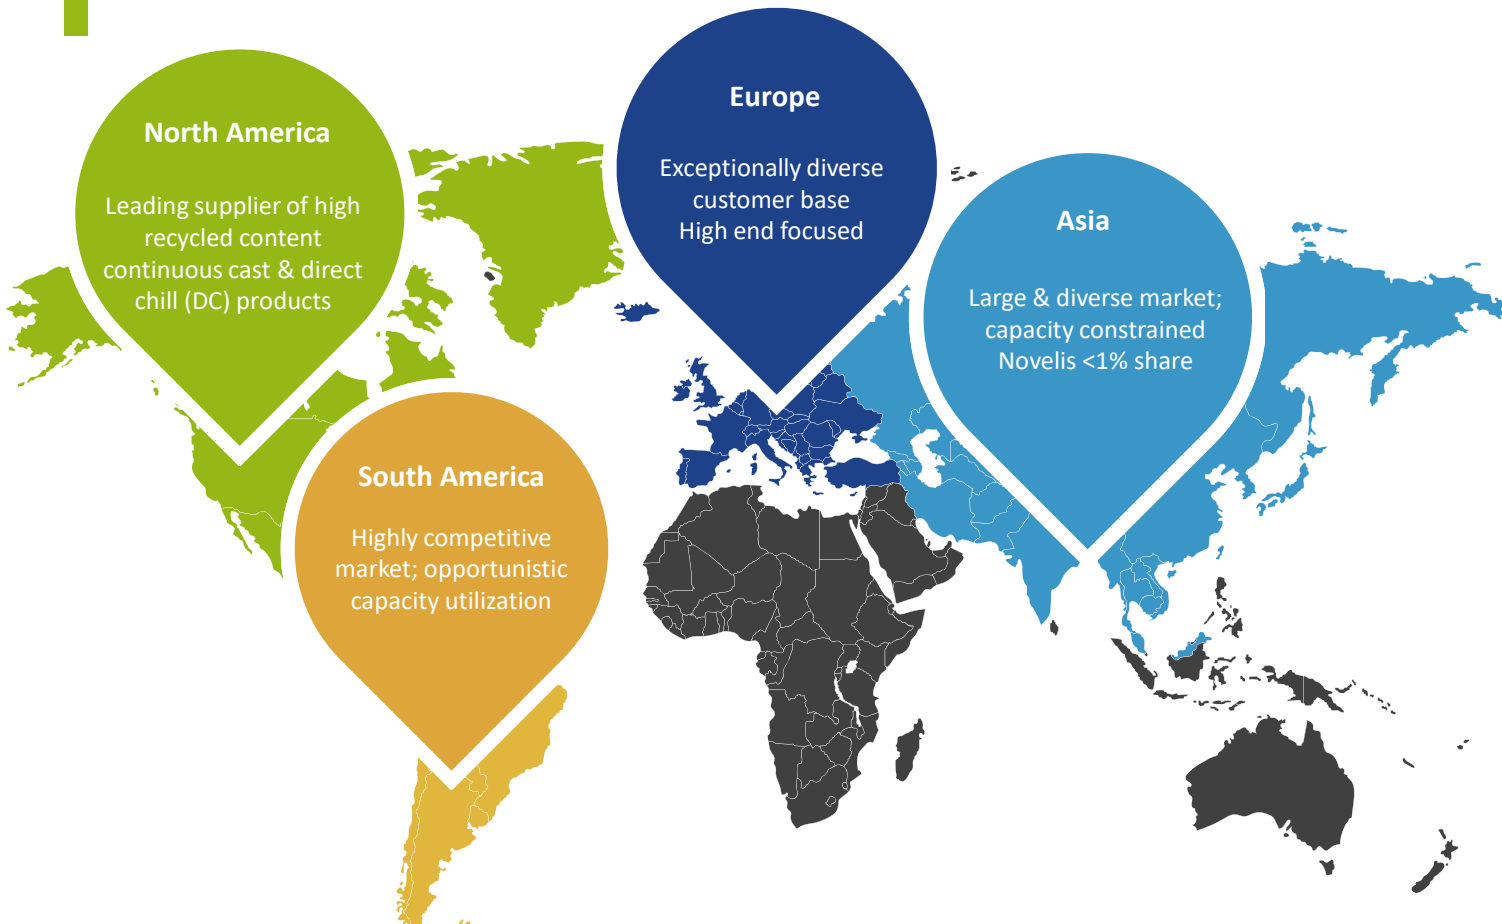 North America
Leading supplier of high
recycled content
continuous cast & direct
chill (DC) products
Europe
Exceptionally diverse
customer base
High end focused
Asia
Large & diverse market;
capacity constrained
Novelis <1% share
South America
Highly competitive
market; opportunistic
capacity utilization